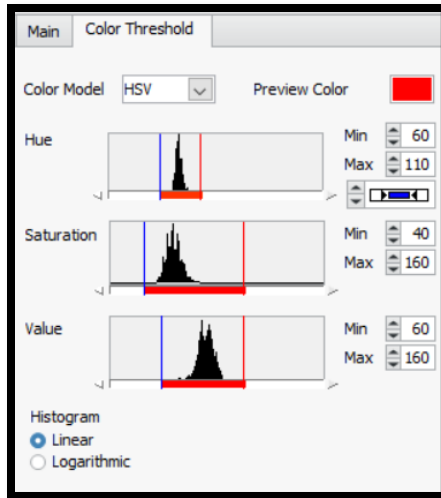 Main Color Threshold
Color Model HSV Preview Color
Hue Min 60
Max 110
Saturation Min 40
Max 160
Value Min 60
Max 160
Histogram
Linear
Logarithmic